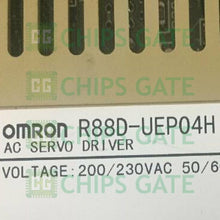 CHIPS GATE
OMRON R88D-UEP04H
AC SERVO DRIVER
VOLTAGE:200/230VAC 50/6